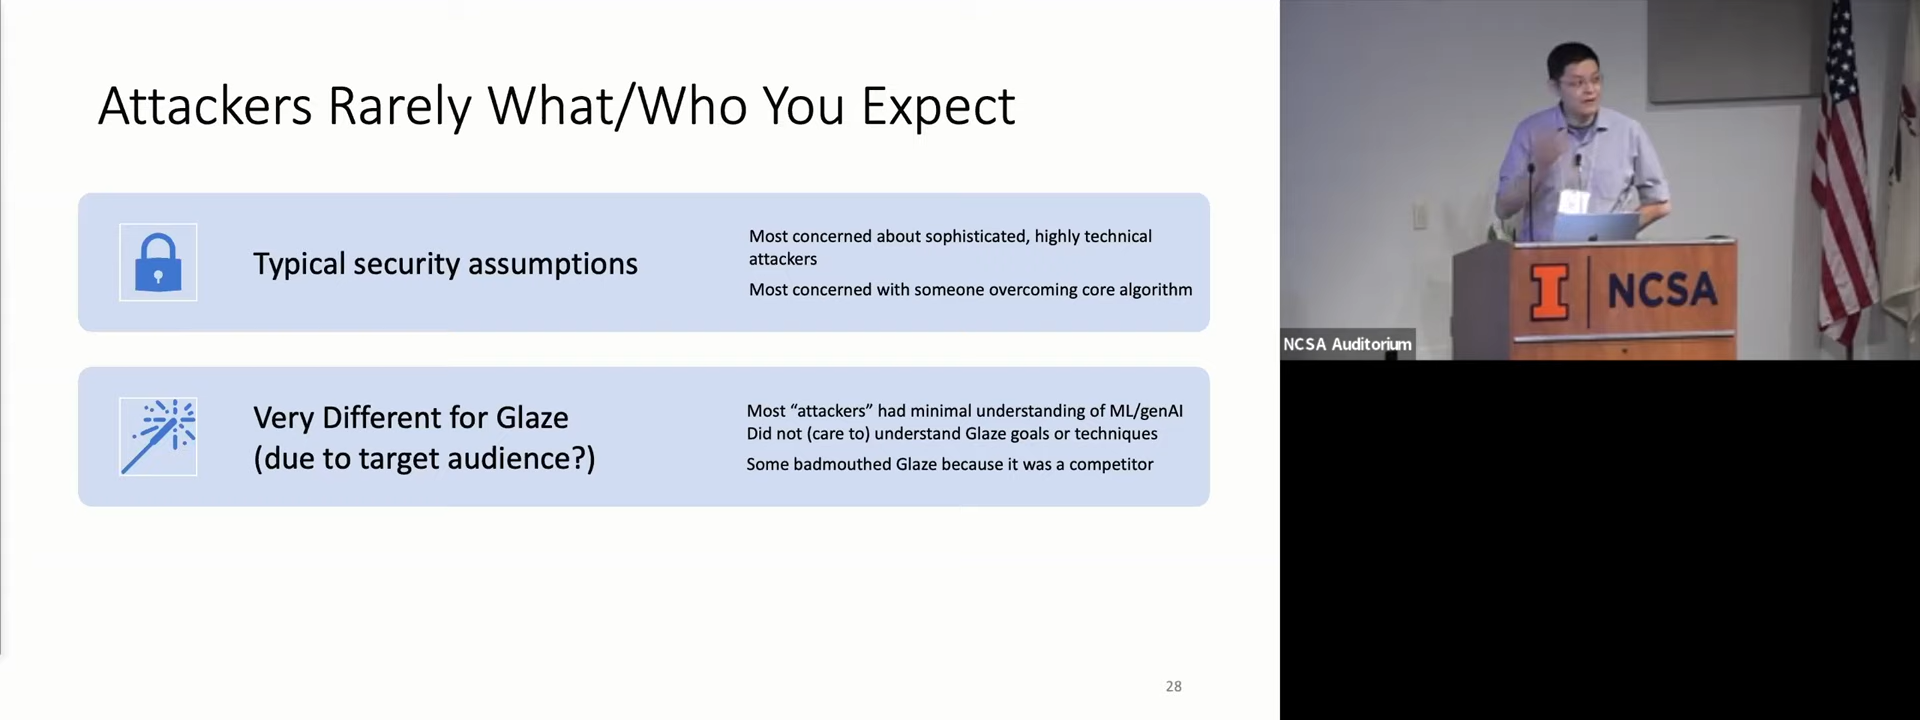 Attackers Rarely What/Who You Expect
Typical security assumptions
Most concerned about sophisticated, highly technical
attackers
Most concerned with someone overcoming core algorithm
Very Different for Glaze
(due to target audience?)
Most “attackers” had minimal understanding of ML/genAI
Did not (care to) understand Glaze goals or techniques
Some badmouthed Glaze because it was a competitor
28
I NCSA
NCSA Auditorium